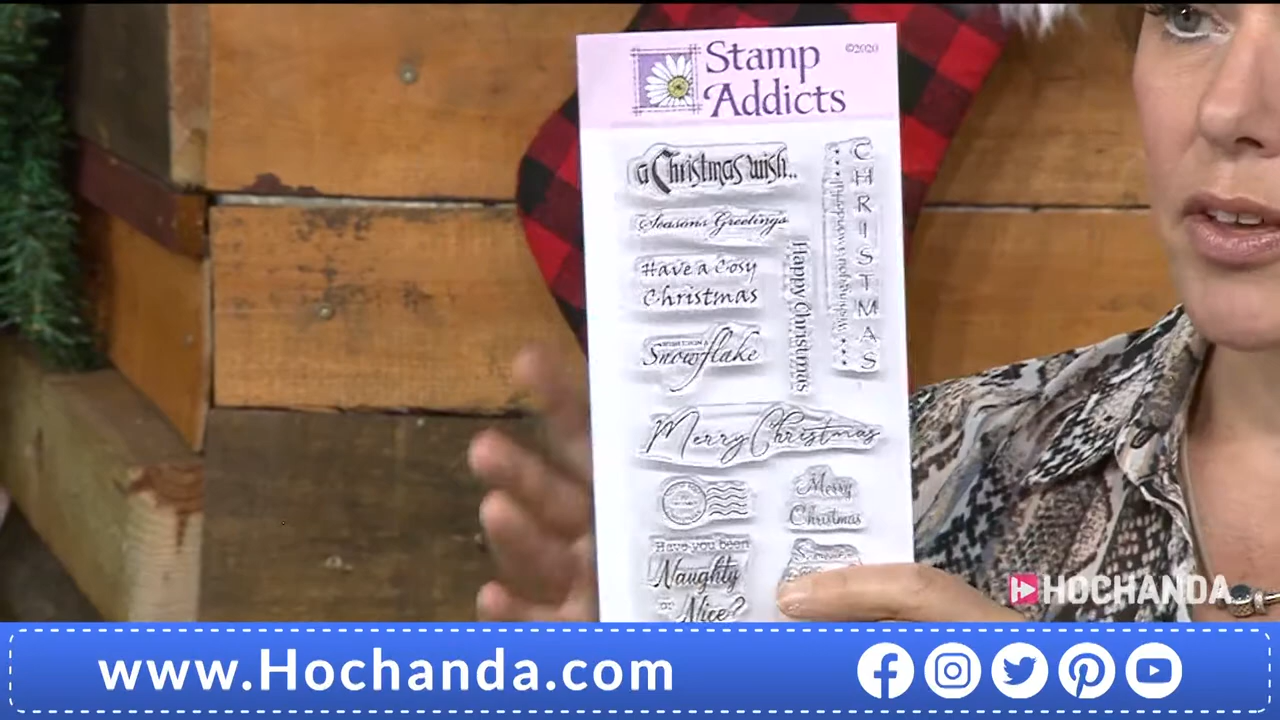 Stamp
Addicts
©2020
a Christmas wish..
Seasons Greetings
Have a Cosy
Christmas
Snowflake
Happy Christmas
CHRISTMAS
Merry Christmas
Merry
Christmas
Have you been
Naughty
or
Nice?
HOCHANDA
www.Hochanda.com